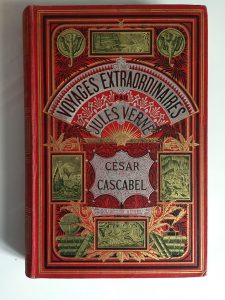 VOYAGES EXTRAORDINAIRES
JULES VERNE
CÉSAR
CASCABEL